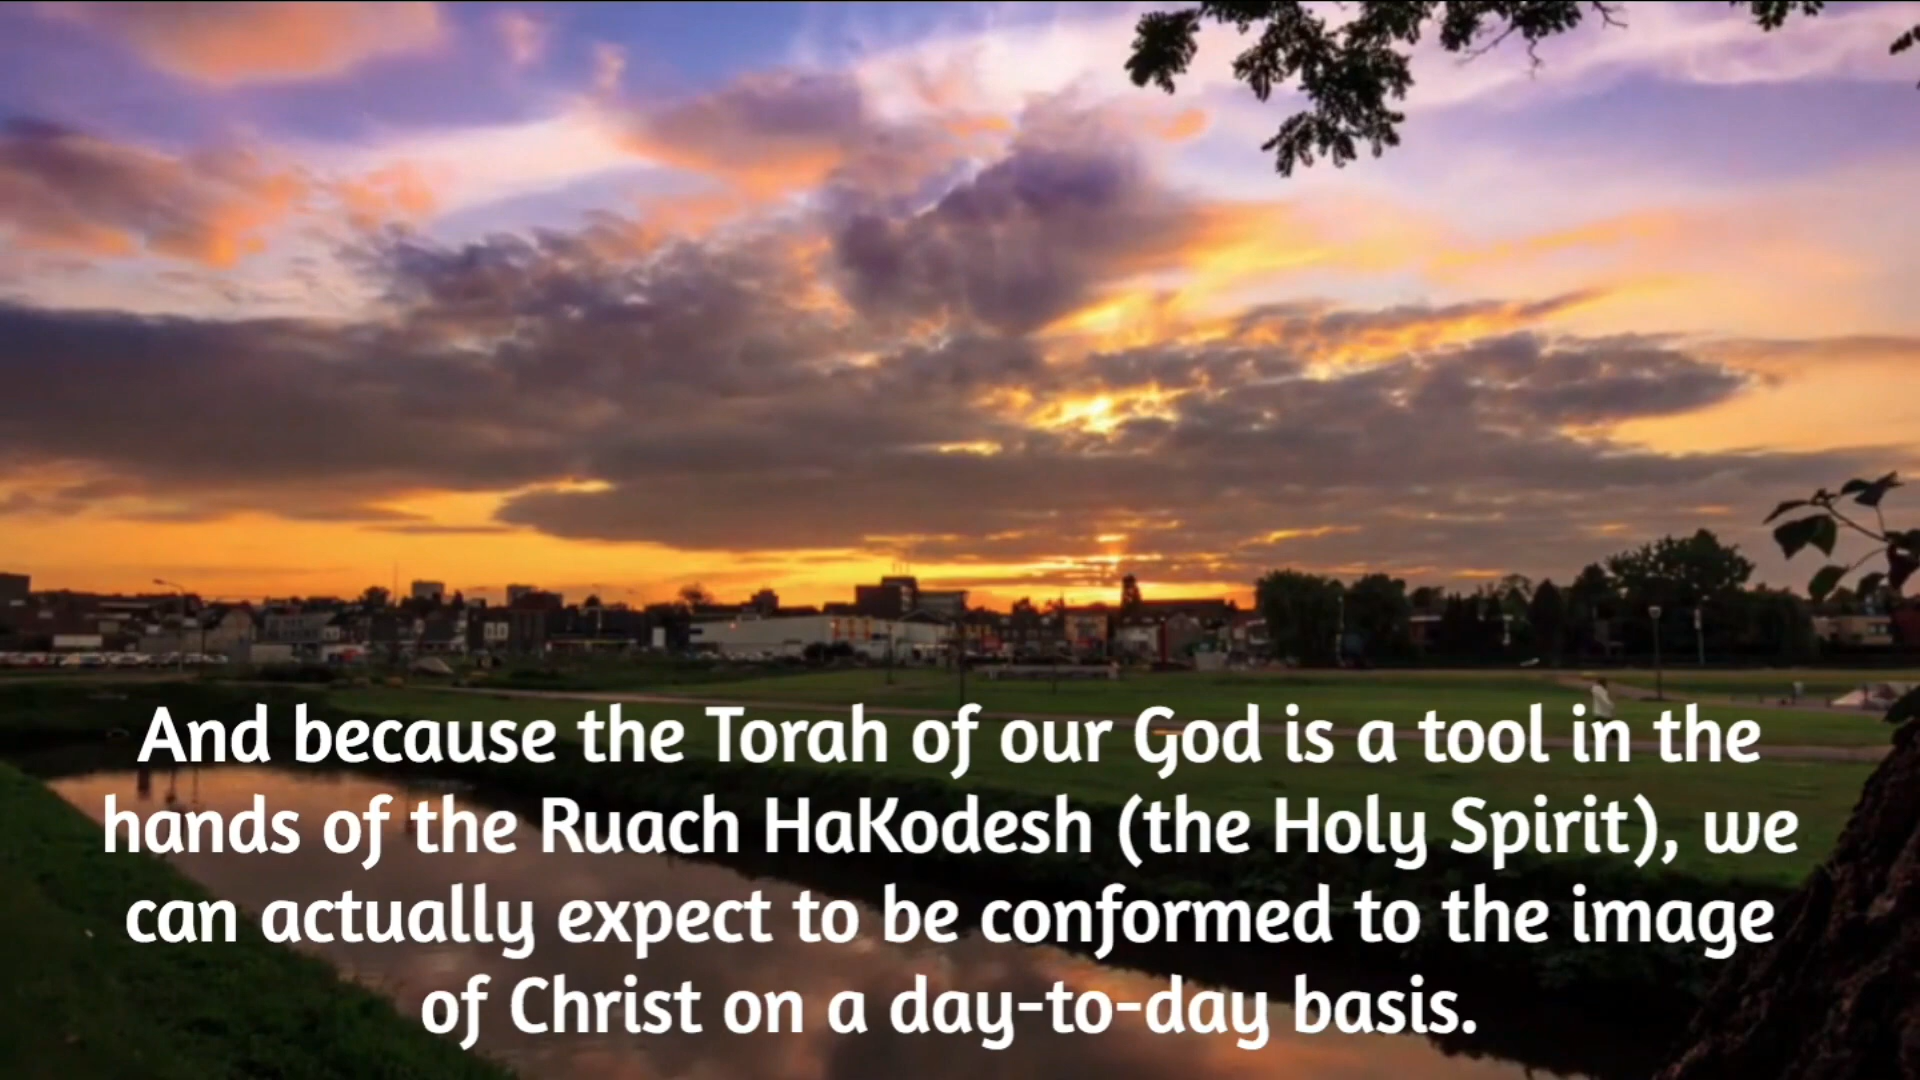 And because the Torah of our God is a tool in the
hands of the Ruach HaKodesh (the Holy Spirit), we
can actually expect to be conformed to the image
of Christ on a day-to-day basis.